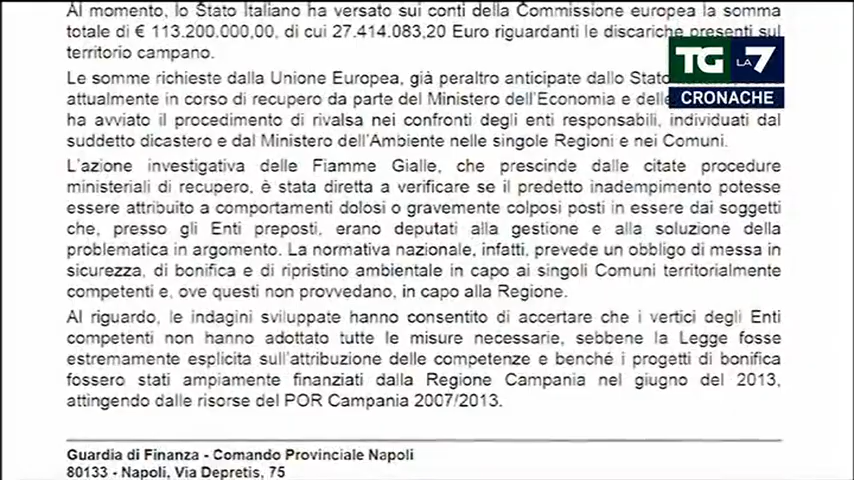 Al momento, lo Stato Italiano ha versato sui conti della Commissione europea la somma
totale di € 113.200.000,00, di cui 27.414.083,20 Euro riguardanti le discariche presenti sul
territorio campano.
Le somme richieste dalla Unione Europea, già peraltro anticipate dallo Stato
attualmente in corso di recupero da parte del Ministero dell'Economia e delle
ha avviato il procedimento di rivalsa nei confronti degli enti responsabili, individuati dal
suddetto dicastero e dal Ministero dell'Ambiente nelle singole Regioni e nei Comuni.
L'azione investigativa delle Fiamme Gialle, che prescinde dalle citate procedure
ministeriali di recupero, è stata diretta a verificare se il predetto inadempimento potesse
essere attribuito a comportamenti dolosi o gravemente colposi posti in essere dai soggetti
che, presso gli Enti preposti, erano deputati alla gestione e alla soluzione della
problematica in argomento. La normativa nazionale, infatti, prevede un obbligo di messa in
sicurezza, di bonifica e di ripristino ambientale in capo ai singoli Comuni territorialmente
competenti e, ove questi non provvedano, in capo alla Regione.
Al riguardo, le indagini sviluppate hanno consentito di accertare che i vertici degli Enti
competenti non hanno adottato tutte le misure necessarie, sebbene la Legge fosse
estremamente esplicita sull'attribuzione delle competenze e benché i progetti di bonifica
fossero stati ampiamente finanziati dalla Regione Campania nel giugno del 2013,
attingendo dalle risorse del POR Campania 2007/2013.
Guardia di Finanza - Comando Provinciale Napoli
80133 - Napoli, Via Depretis, 75
TG LA7
CRONACHE